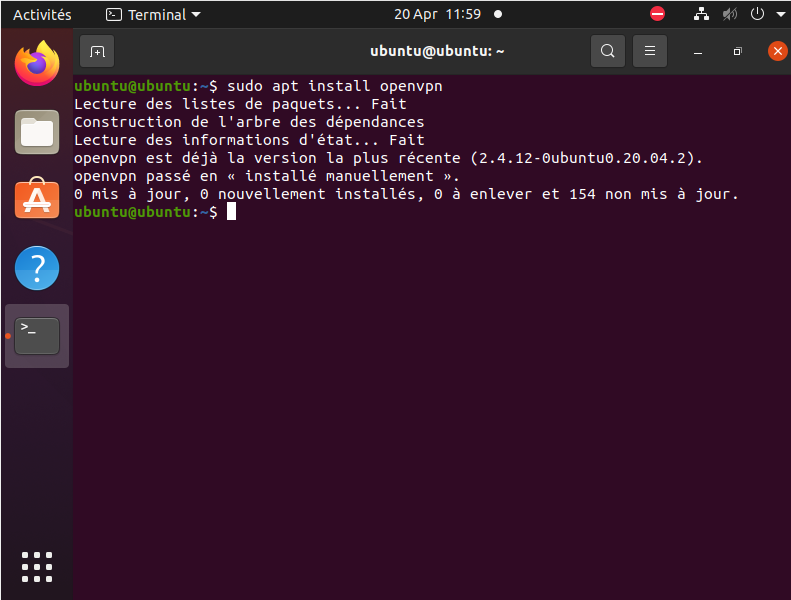 Activités
Terminal
20 Apr 11:59
ubuntu@ubuntu: ~
ubuntu@ubuntu:~$ sudo apt install openvpn
Lecture des listes de paquets... Fait
Construction de l'arbre des dépendances
Lecture des informations d'état... Fait
openvpn est déjà la version la plus récente (2.4.12-0ubuntu0.20.04.2).
openvpn passé en « installé manuellement ».
0 mis à jour, 0 nouvellement installés, 0 à enlever et 154 non mis à jour.
ubuntu@ubuntu:~$